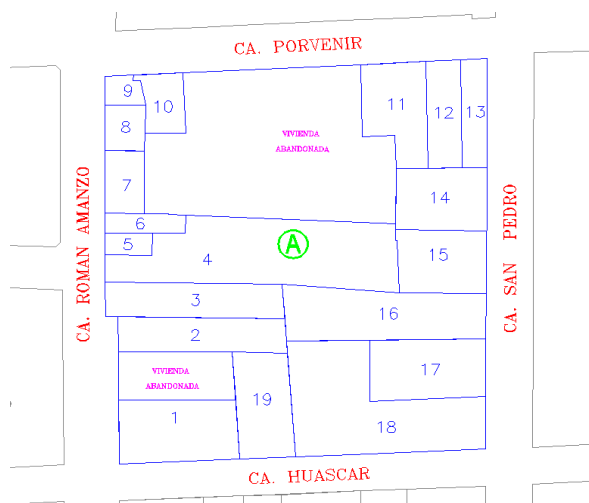 CA. PORVENIR
9
10
11
12
13
8
VIVIENDA
ABANDONADA
7
14
CA. ROMAN AMANZO
CA. SAN PEDRO
6
5
4
A
15
3
16
2
VIVIENDA
ABANDONADA
17
19
1
18
CA. HUASCAR